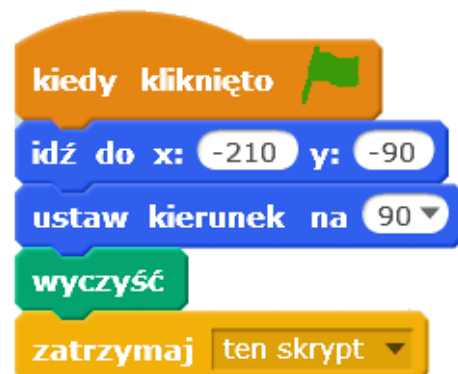 kiedy kliknięto
idź do x: -210 y: -90
ustaw kierunek na 90
wyczyść
zatrzymaj ten skrypt